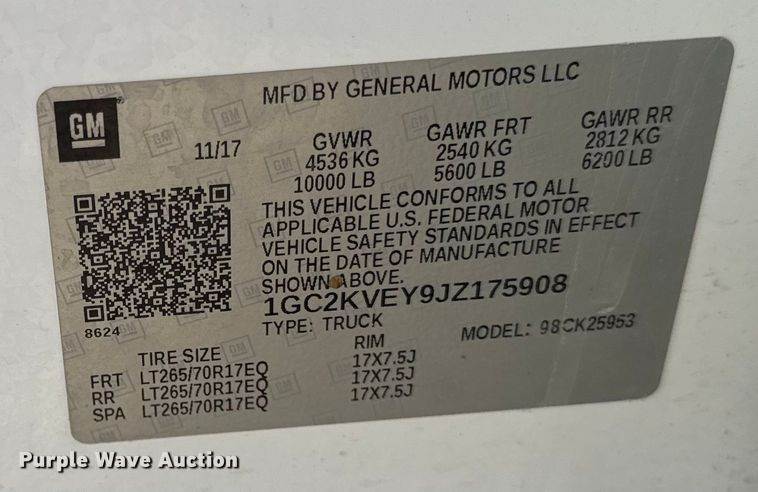 MFD BY GENERAL MOTORS LLC
GM
11/17
GVWR GAWR FRT GAWR RR
4536 KG 2540 KG 2812 KG
10000 LB 5600 LB 6200 LB
THIS VEHICLE CONFORMS TO ALL
APPLICABLE U.S. FEDERAL MOTOR
VEHICLE SAFETY STANDARDS IN EFFECT
ON THE DATE OF MANUFACTURE
SHOWN ABOVE.
1GC2KVEY9JZ175908
8624
TYPE: TRUCK MODEL: 98CK25953
TIRE SIZE RIM
FRT LT265/70R17EQ 17X7.5J
RR LT265/70R17EQ 17X7.5J
SPA LT265/70R17EQ 17X7.5J
Purple Wave Auction